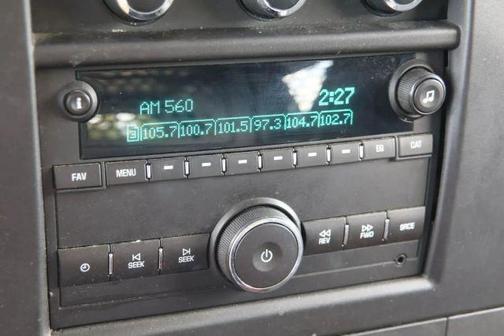 i
AM 560 2:27
3 105.7 100.7 101.5 97.3 104.7 102.7
FAV MENU EQ CAT
SEEK SEEK REV FWD SRCE